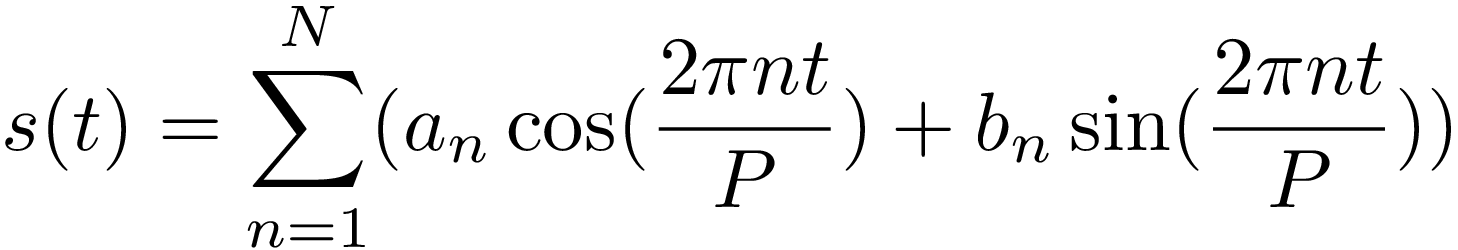 s(t) = \sum_{n=1}^{N} (a_n \cos(\frac{2\pi nt}{P}) + b_n \sin(\frac{2\pi nt}{P}))